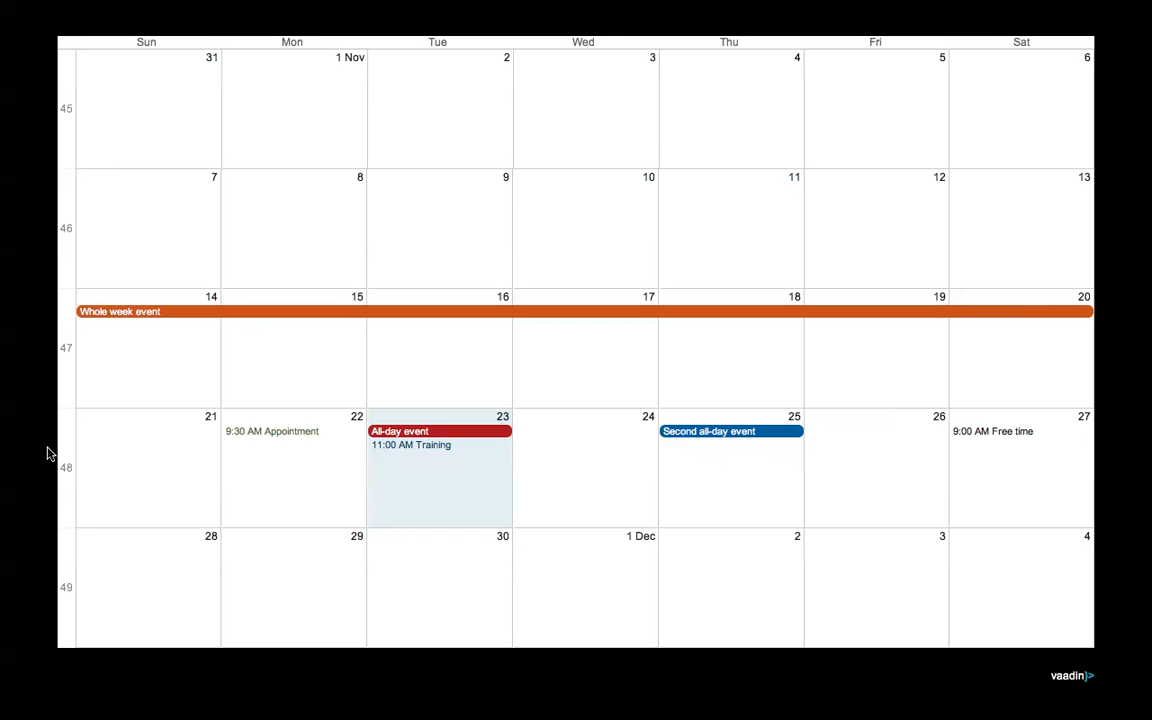 Sun Mon Tue Wed Thu Fri Sat
31 1 Nov 2 3 4 5 6
45
7 8 9 10 11 12 13
46
14 15 16 17 18 19 20
Whole week event
47
21 22 23 24 25 26 27
9:30 AM Appointment All-day event Second all-day event 9:00 AM Free time
11:00 AM Training
48
28 29 30 1 Dec 2 3 4
49
vaadin}>